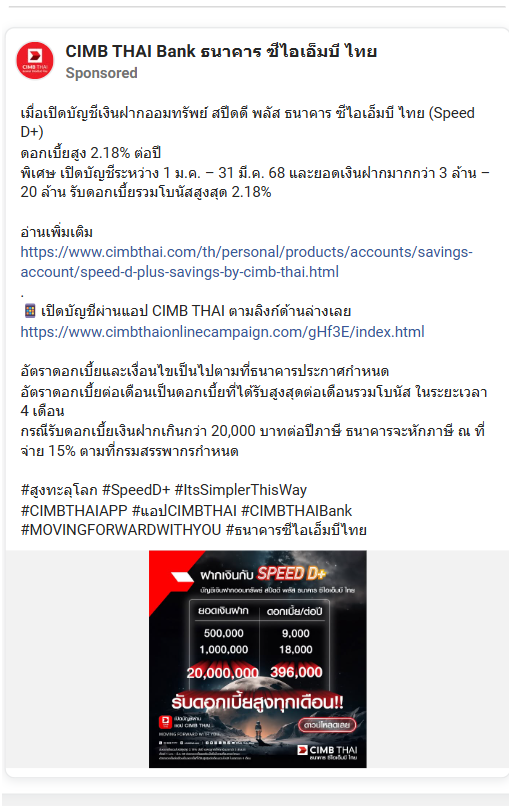 CIMB THAI Bank ธนาคาร ซีไอเอ็มบี ไทย
CIMB THAI
Sponsored
เมื่อเปิดบัญชีเงินฝากออมทรัพย์ สปีดดี พลัส ธนาคาร ซีไอเอ็มบี ไทย (Speed
D+)
ดอกเบี้ยสูง 2.18% ต่อปี
พิเศษ เปิดบัญชีระหว่าง 1 ม.ค. – 31 มี.ค. 68 และยอดเงินฝากมากกว่า 3 ล้าน –
20 ล้าน รับดอกเบี้ยรวมโบนัสสูงสุด 2.18%
อ่านเพิ่มเติม
https://www.cimbthai.com/th/personal/products/accounts/savings-
account/speed-d-plus-savings-by-cimb-thai.html
.
เปิดบัญชีผ่านแอป CIMB THAI ตามลิงก์ด้านล่างเลย
https://www.cimbthaionlinecampaign.com/gHf3E/index.html
อัตราดอกเบี้ยและเงื่อนไขเป็นไปตามที่ธนาคารประกาศกำหนด
อัตราดอกเบี้ยต่อเดือนเป็นดอกเบี้ยที่ได้รับสูงสุดต่อเดือนรวมโบนัส ในระยะเวลา
4 เดือน
กรณีรับดอกเบี้ยเงินฝากเกินกว่า 20,000 บาทต่อปีภาษี ธนาคารจะหักภาษี ณ ที่
จ่าย 15% ตามที่กรมสรรพากรกำหนด
#สูงทะลุโลก #SpeedD+ #ItsSimplerThisWay
#CIMBTHAIAPP #แอปCIMBTHAI #CIMBTHAIBank
#MOVINGFORWARDWITHYOU #ธนาคารซีไอเอ็มบีไทย
ฝากเงินกับ SPEED D+
บัญชีเงินฝากออมทรัพย์ สปีดดี พลัส ธนาคาร ซีไอเอ็มบี ไทย
ยอดเงินฝาก ดอกเบี้ย/ต่อปี
500,000 9,000
1,000,000 18,000
20,000,000 396,000
รับดอกเบี้ยสูงทุกเดือน!!
เปิดบัญชีผ่าน
แอป CIMB THAI
ดาวน์โหลดเลย
MOVING FORWARD WITH YOU
CIMB THAI
ธนาคาร ซีไอเอ็มบี ไทย